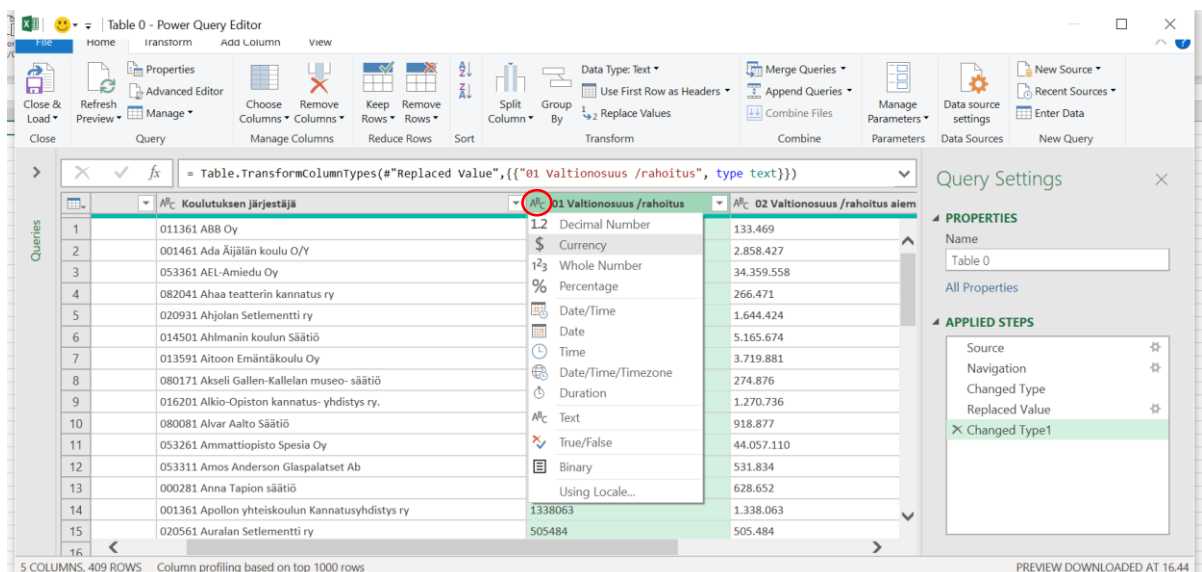 Table 0 - Power Query Editor
File Home Transform Add Column View
Close & Load
Close
Refresh Preview
Properties
Advanced Editor
Manage
Query
Choose Columns
Remove Columns
Manage Columns
Keep Rows
Remove Rows
Reduce Rows
Sort
Split Column
Group By
Data Type: Text
Use First Row as Headers
Replace Values
Transform
Merge Queries
Append Queries
Combine Files
Combine
Manage Parameters
Parameters
Data source settings
Data Sources
New Source
Recent Sources
Enter Data
New Query
fx = Table.TransformColumnTypes(#"Replaced Value",{{"01 Valtionosuus /rahoitus", type text}})
Queries
ABC Koulutuksen järjestäjä ABC 01 Valtionosuus /rahoitus ABC 02 Valtionosuus /rahoitus aiem
1 011361 ABB Oy 133.469
2 001461 Ada Äijälän koulu O/Y 2.858.427
3 053361 AEL-Amiedu Oy 34.359.558
4 082041 Ahaa teatterin kannatus ry 266.471
5 020931 Ahjolan Setlementti ry 1.644.424
6 014501 Ahlmanin koulun Säätiö 5.165.674
7 013591 Aitoon Emäntäkoulu Oy 3.719.881
8 080171 Akseli Gallen-Kallelan museo- säätiö 274.876
9 016201 Alkio-Opiston kannatus- yhdistys ry. 1.270.736
10 080081 Alvar Aalto Säätiö 918.877
11 053261 Ammattiopisto Spesia Oy 44.057.110
12 053311 Amos Anderson Glaspalatset Ab 531.834
13 000281 Anna Tapion säätiö 628.652
14 001361 Apollon yhteiskoulun Kannatusyhdistys ry 1338063 1.338.063
15 020561 Auralan Setlementti ry 505484 505.484
16
1.2 Decimal Number
$ Currency
123 Whole Number
% Percentage
Date/Time
Date
Time
Date/Time/Timezone
Duration
ABC Text
True/False
Binary
Using Locale...
Query Settings
PROPERTIES
Name
Table 0
All Properties
APPLIED STEPS
Source
Navigation
Changed Type
Replaced Value
Changed Type1
5 COLUMNS, 409 ROWS Column profiling based on top 1000 rows PREVIEW DOWNLOADED AT 16.44